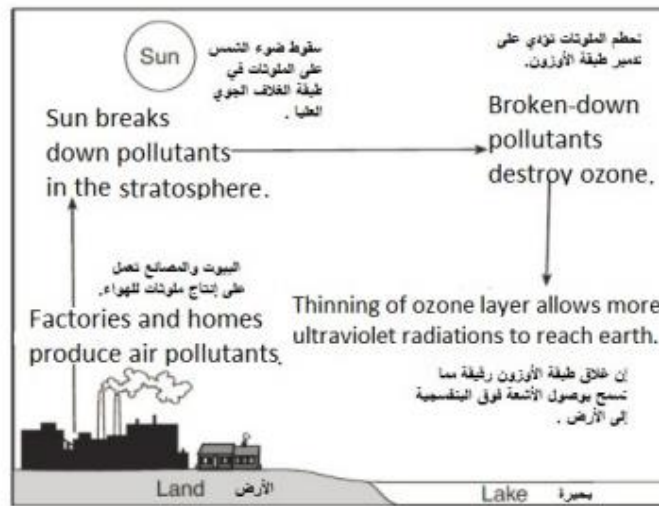 Sun
سقوط ضوء الشمس
على الملوثات في
طبقة الغلاف الجوي
العليا .
تحطم الملوثات تؤدي على
تدمير طبقة الأوزون.
Sun breaks
down pollutants
in the stratosphere.
Broken-down
pollutants
destroy ozone.
البيوت والمصانع تعمل
على إنتاج ملوثات للهواء.
Factories and homes
produce air pollutants.
Thinning of ozone layer allows more
ultraviolet radiations to reach earth.
إن غلاق طبقة الأوزون رقيقة مما
تسمح بوصول الأشعة فوق البنفسجية
إلى الأرض .
Land الأرض
Lake بحيرة